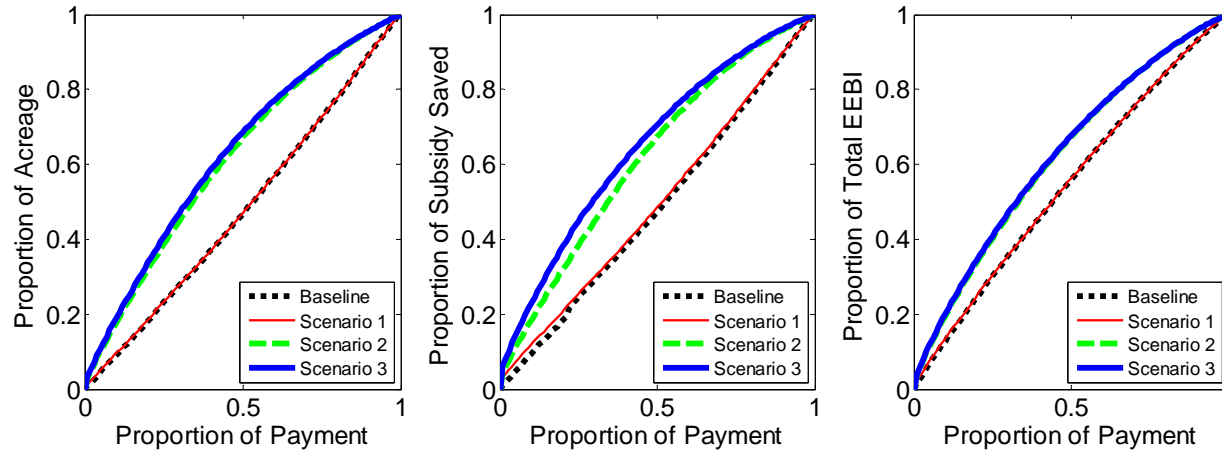 Proportion of Acreage
1
0.8
0.6
0.4
0.2
0
0
0.5
1
Proportion of Payment
Baseline
Scenario 1
Scenario 2
Scenario 3
Proportion of Subsidy Saved
1
0.8
0.6
0.4
0.2
0
0
0.5
1
Proportion of Payment
Baseline
Scenario 1
Scenario 2
Scenario 3
Proportion of Total EEBI
1
0.8
0.6
0.4
0.2
0
0
0.5
Proportion of Payment
Baseline
Scenario 1
Scenario 2
Scenario 3